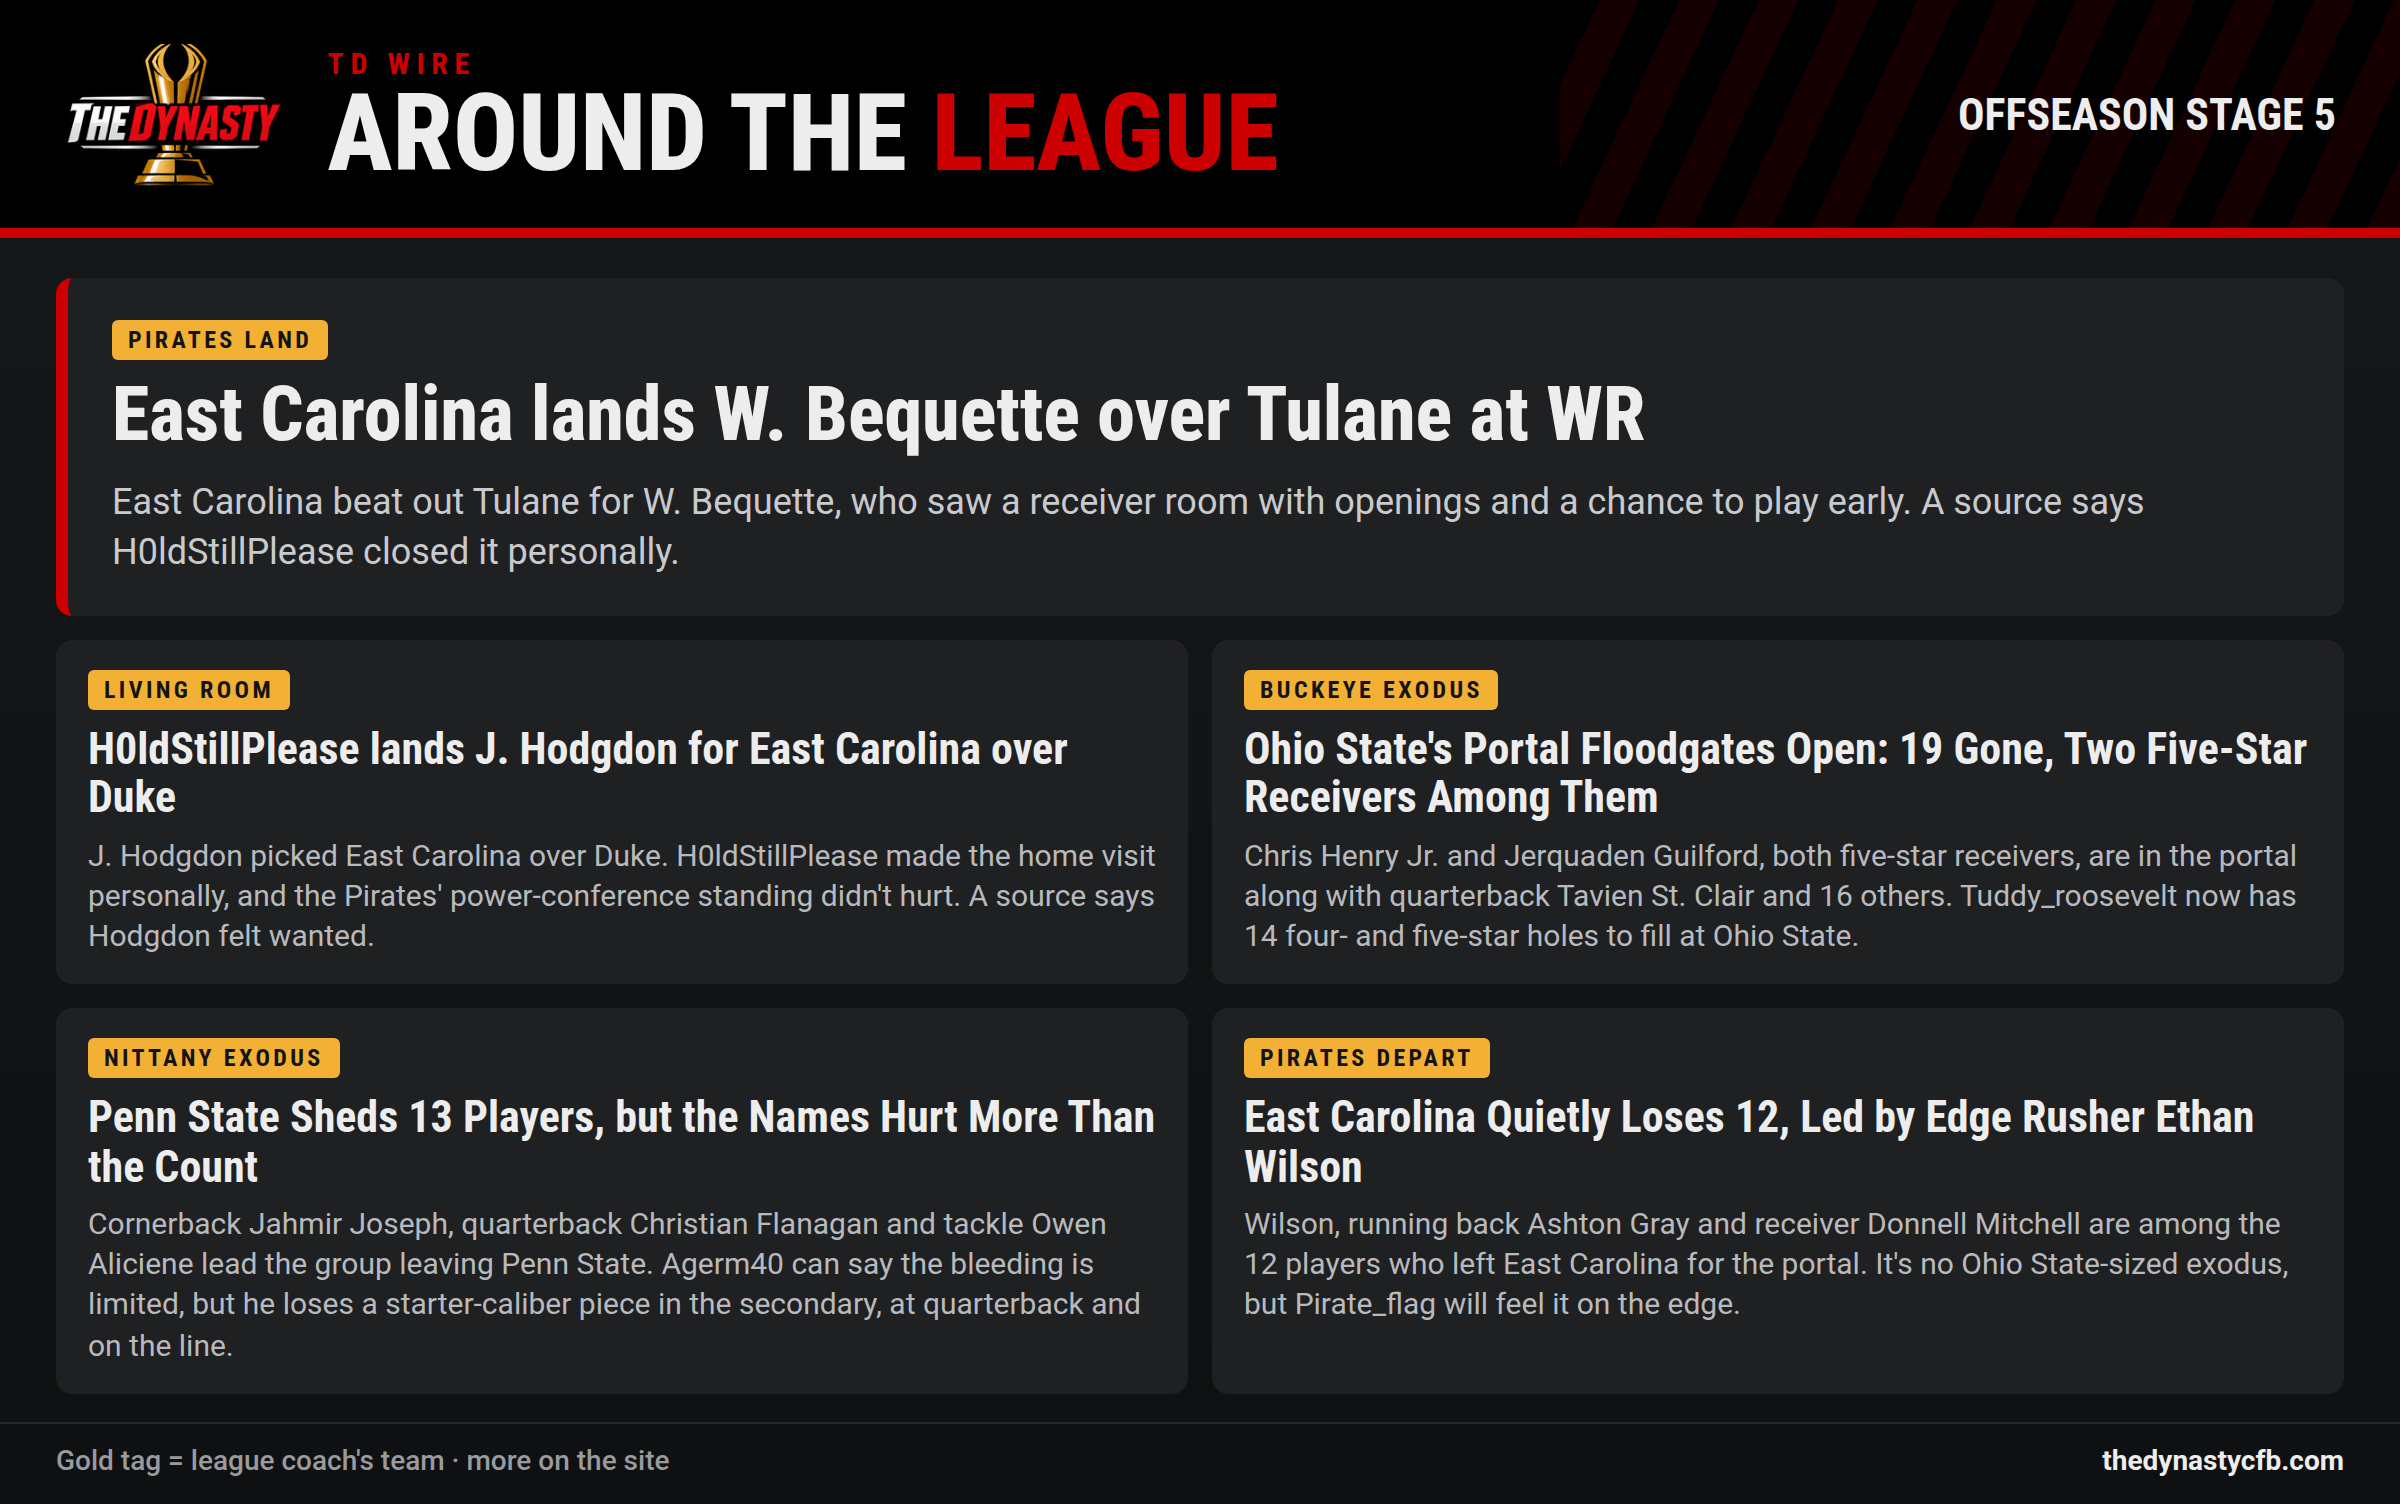 THE DYNASTY
TD WIRE
AROUND THE LEAGUE
OFFSEASON STAGE 5
PIRATES LAND
East Carolina lands W. Bequette over Tulane at WR
East Carolina beat out Tulane for W. Bequette, who saw a receiver room with openings and a chance to play early. A source says
H0ldStillPlease closed it personally.
LIVING ROOM
H0ldStillPlease lands J. Hodgdon for East Carolina over
Duke
J. Hodgdon picked East Carolina over Duke. H0ldStillPlease made the home visit
personally, and the Pirates' power-conference standing didn't hurt. A source says
Hodgdon felt wanted.
BUCKEYE EXODUS
Ohio State's Portal Floodgates Open: 19 Gone, Two Five-Star
Receivers Among Them
Chris Henry Jr. and Jerquaden Guilford, both five-star receivers, are in the portal
along with quarterback Tavien St. Clair and 16 others. Tuddy_roosevelt now has
14 four- and five-star holes to fill at Ohio State.
NITTANY EXODUS
Penn State Sheds 13 Players, but the Names Hurt More Than
the Count
Cornerback Jahmir Joseph, quarterback Christian Flanagan and tackle Owen
Aliciene lead the group leaving Penn State. Agerm40 can say the bleeding is
limited, but he loses a starter-caliber piece in the secondary, at quarterback and
on the line.
PIRATES DEPART
East Carolina Quietly Loses 12, Led by Edge Rusher Ethan
Wilson
Wilson, running back Ashton Gray and receiver Donnell Mitchell are among the
12 players who left East Carolina for the portal. It's no Ohio State-sized exodus,
but Pirate_flag will feel it on the edge.
Gold tag = league coach's team · more on the site
thedynastycfb.com